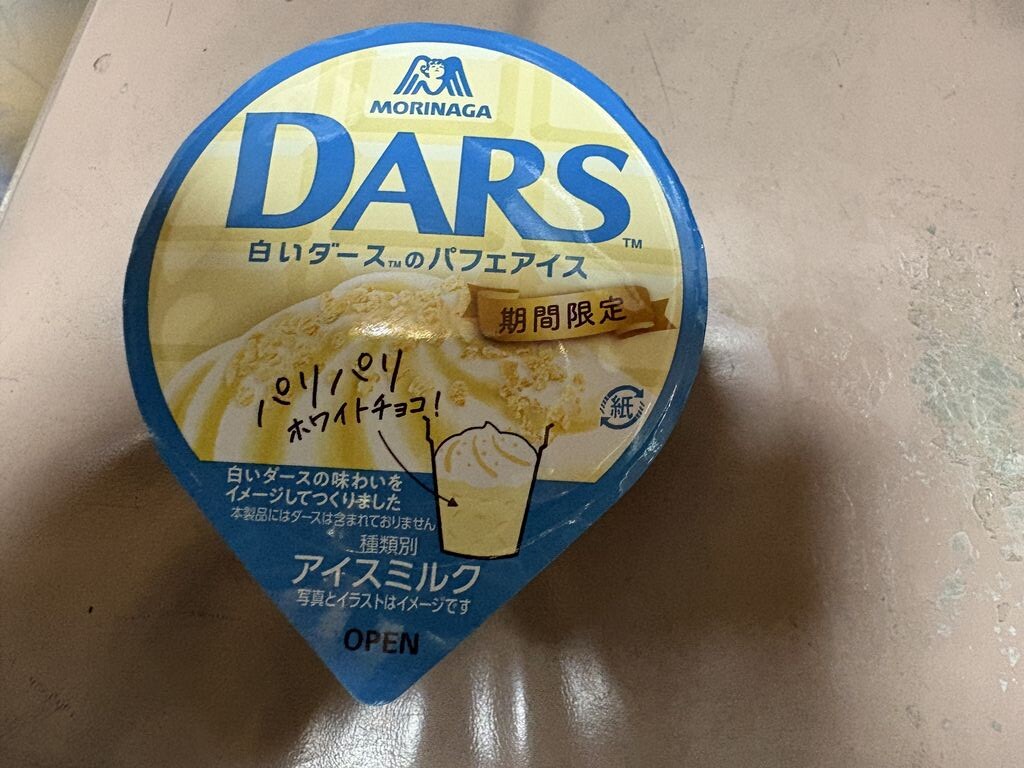 MORINAGA
DARS™
白いダース™のパフェアイス
期間限定
パリパリ
ホワイトチョコ!
紙
白いダースの味わいを
イメージしてつくりました
本製品にはダースは含まれておりません
種類別
アイスミルク
写真とイラストはイメージです
OPEN